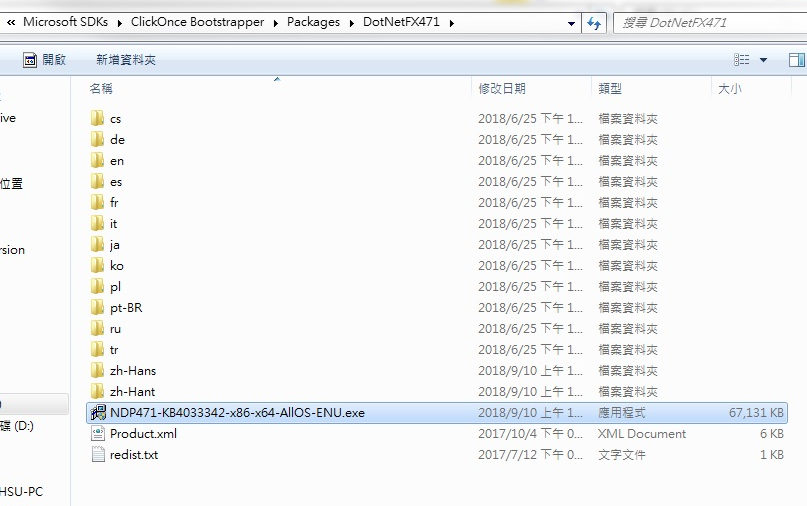 « Microsoft SDKs ▸ ClickOnce Bootstrapper ▸ Packages ▸ DotNetFX471 ▸ 搜尋 DotNetFX471
開啟 新增資料夾
名稱 修改日期 類型 大小
cs 2018/6/25 下午 1... 檔案資料夾
ive de 2018/6/25 下午 1... 檔案資料夾
en 2018/6/25 下午 1... 檔案資料夾
位置 es 2018/6/25 下午 1... 檔案資料夾
fr 2018/6/25 下午 1... 檔案資料夾
it 2018/6/25 下午 1... 檔案資料夾
rsion ja 2018/6/25 下午 1... 檔案資料夾
ko 2018/6/25 下午 1... 檔案資料夾
pl 2018/6/25 下午 1... 檔案資料夾
pt-BR 2018/6/25 下午 1... 檔案資料夾
ru 2018/6/25 下午 1... 檔案資料夾
tr 2018/6/25 下午 1... 檔案資料夾
zh-Hans 2018/9/10 上午 1... 檔案資料夾
zh-Hant 2018/9/10 上午 1... 檔案資料夾
NDP471-KB4033342-x86-x64-AllOS-ENU.exe 2018/9/10 上午 1... 應用程式 67,131 KB
碟 (D:) Product.xml 2017/10/4 下午 0... XML Document 6 KB
redist.txt 2017/7/12 下午 0... 文字文件 1 KB
HSU-PC